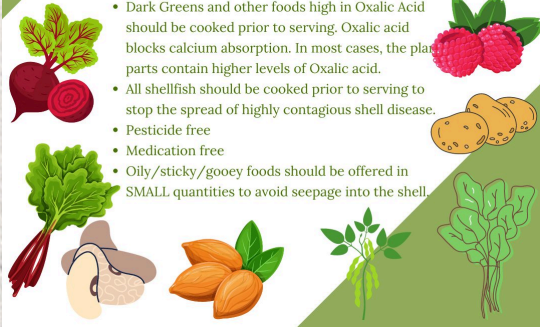 • Dark Greens and other foods high in Oxalic Acid
should be cooked prior to serving. Oxalic acid
blocks calcium absorption. In most cases, the plan
parts contain higher levels of Oxalic acid.
• All shellfish should be cooked prior to serving to
stop the spread of highly contagious shell disease.
• Pesticide free
• Medication free
• Oily/sticky/gooey foods should be offered in
SMALL quantities to avoid seepage into the shell.